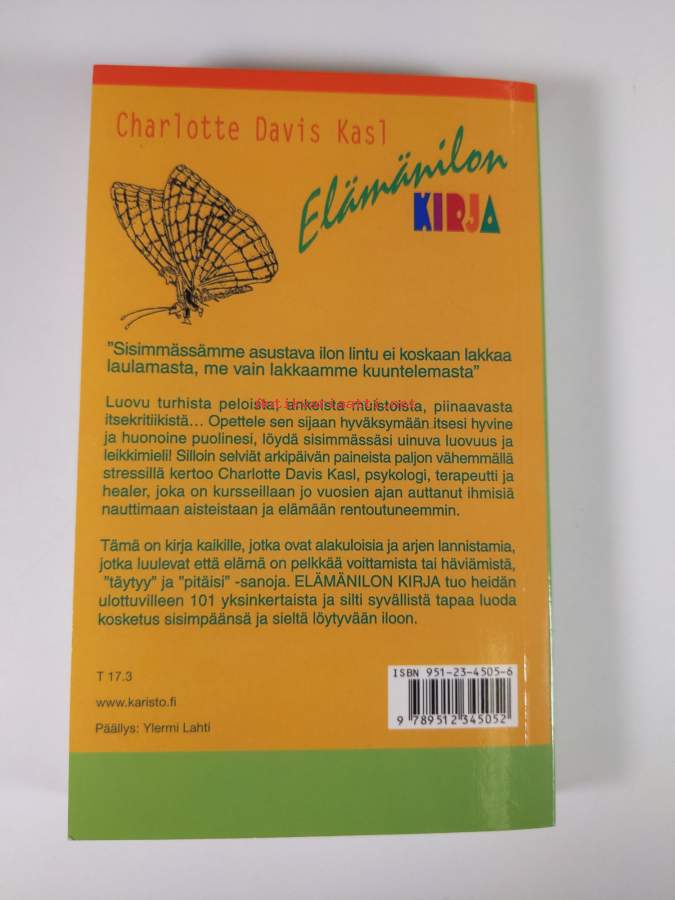 Charlotte Davis Kasl
Elämänilon
KIRJA
"Sisimmässämme asustava ilon lintu ei koskaan lakkaa
laulamasta, me vain lakkaamme kuuntelemasta"
Luovu turhista peloista, ankeista muistoista, piinaavasta
itsekritiikistä... Opettele sen sijaan hyväksymään itsesi hyvine
ja huonoine puolinesi, löydä sisimmässäsi uinuva luovuus ja
leikkimieli! Silloin selviät arkipäivän paineista paljon vähemmällä
stressillä kertoo Charlotte Davis Kasl, psykologi, terapeutti ja
healer, joka on kursseillaan jo vuosien ajan auttanut ihmisiä
nauttimaan aisteistaan ja elämään rentoutuneemmin.
Tämä on kirja kaikille, jotka ovat alakuloisia ja arjen lannistamia,
jotka luulevat että elämä on pelkkää voittamista tai häviämistä,
"täytyy" ja "pitäisi" -sanoja. ELÄMÄNILON KIRJA tuo heidän
ulottuvilleen 101 yksinkertaista ja silti syvällistä tapaa luoda
kosketus sisimpäänsä ja sieltä löytyvään iloon.
T 17.3
www.karisto.fi
Päällys: Ylermi Lahti
ISBN 951-23-4505-6
9 789512 345052